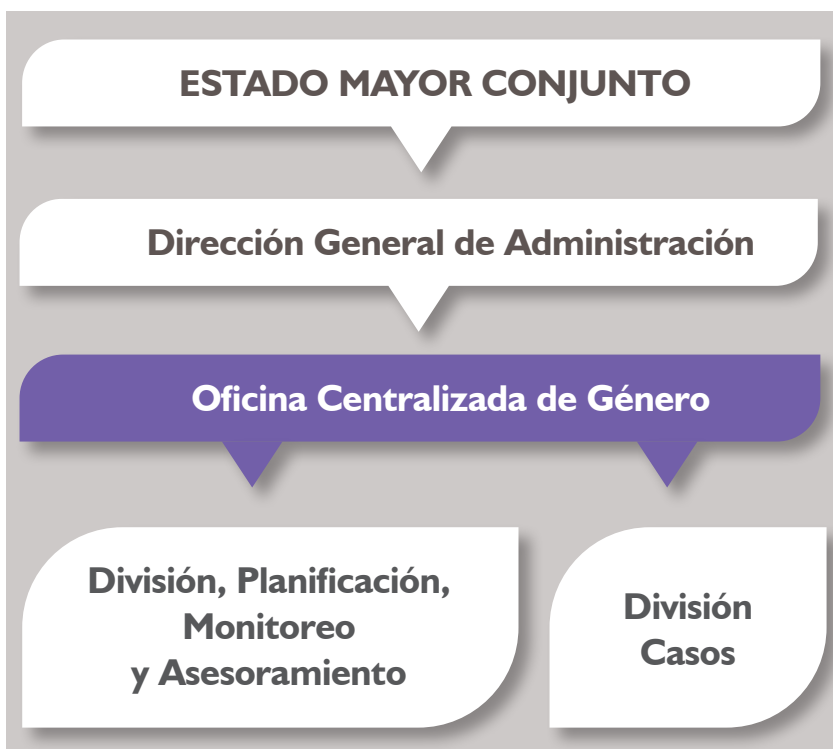 ESTADO MAYOR CONJUNTO
Dirección General de Administración
Oficina Centralizada de Género
División, Planificación,
Monitoreo
y Asesoramiento
División
Casos